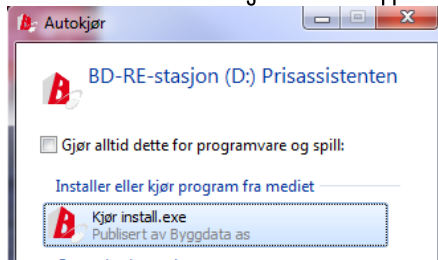 Autokjør
BD-RE-stasjon (D:) Prisassistenten
Gjør alltid dette for programvare og spill:
Installer eller kjør program fra mediet
Kjør install.exe
Publisert av Byggdata as